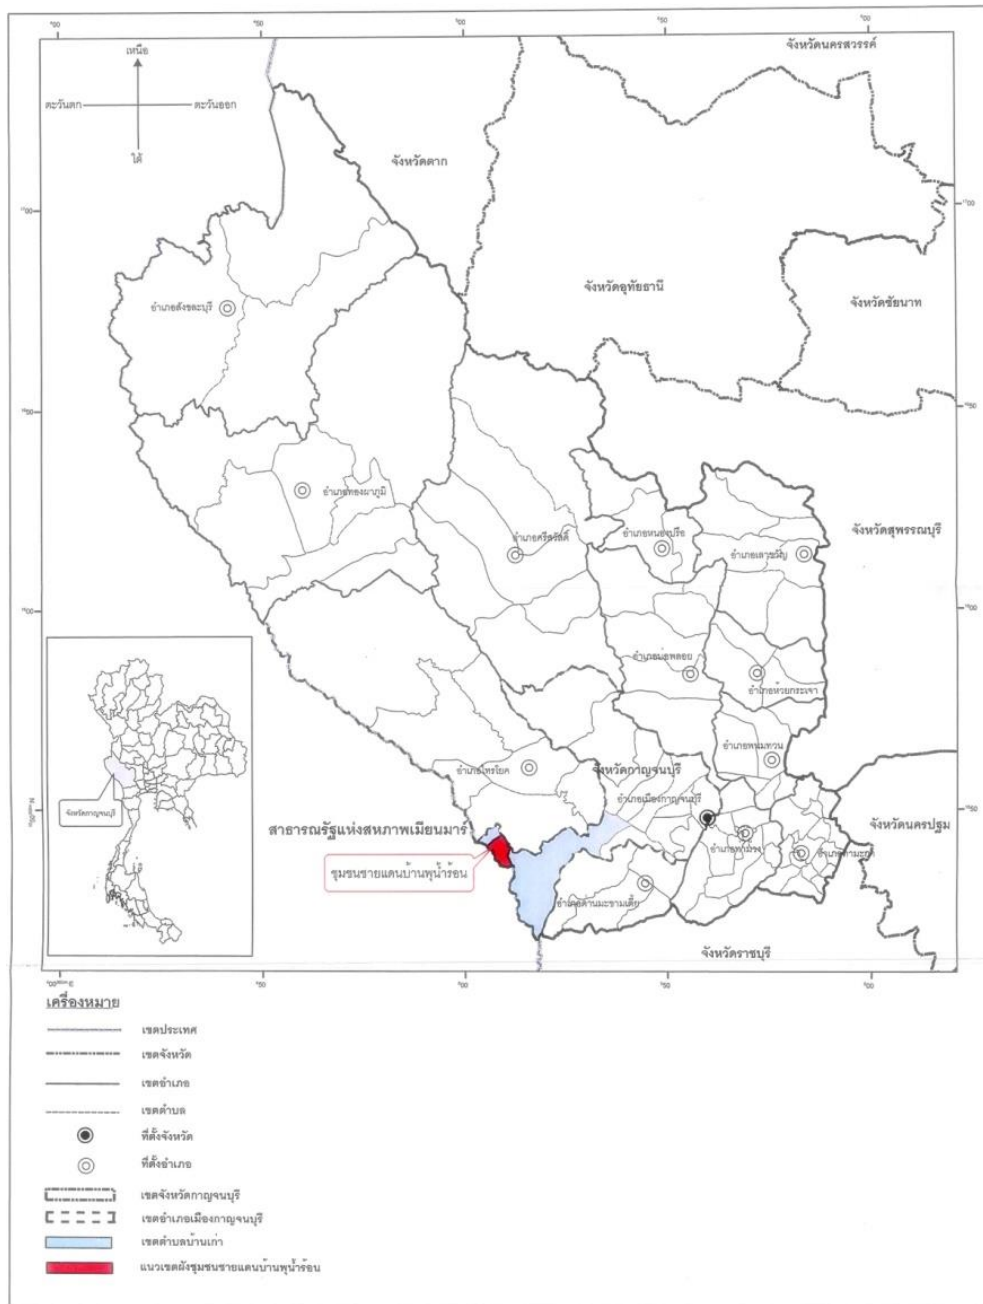 เหนือ
ตะวันตก
ตะวันออก
ใต้
จังหวัดนครสวรรค์
จังหวัดตาก
จังหวัดอุทัยธานี
จังหวัดชัยนาท
อำเภอสังขละบุรี
อำเภอทองผาภูมิ
อำเภอศรีสวัสดิ์
อำเภอหนองปรือ
อำเภอเลาขวัญ
จังหวัดสุพรรณบุรี
อำเภอบ่อพลอย
อำเภอห้วยกระเจา
อำเภอพนมทวน
อำเภอไทรโยค
จังหวัดกาญจนบุรี
อำเภอเมืองกาญจนบุรี
จังหวัดกาญจนบุรี
สาธารณรัฐแห่งสหภาพเมียนมาร์
จังหวัดนครปฐม
อำเภอท่าม่วง
อำเภอท่ามะกา
ชุมชนชายแดนบ้านพุน้ำร้อน
อำเภอด่านมะขามเตี้ย
จังหวัดราชบุรี
เครื่องหมาย
เขตประเทศ
เขตจังหวัด
เขตอำเภอ
เขตตำบล
ที่ตั้งจังหวัด
ที่ตั้งอำเภอ
เขตจังหวัดกาญจนบุรี
เขตอำเภอเมืองกาญจนบุรี
เขตตำบลบ้านเก่า
แนวเขตผังชุมชนชายแดนบ้านพุน้ำร้อน